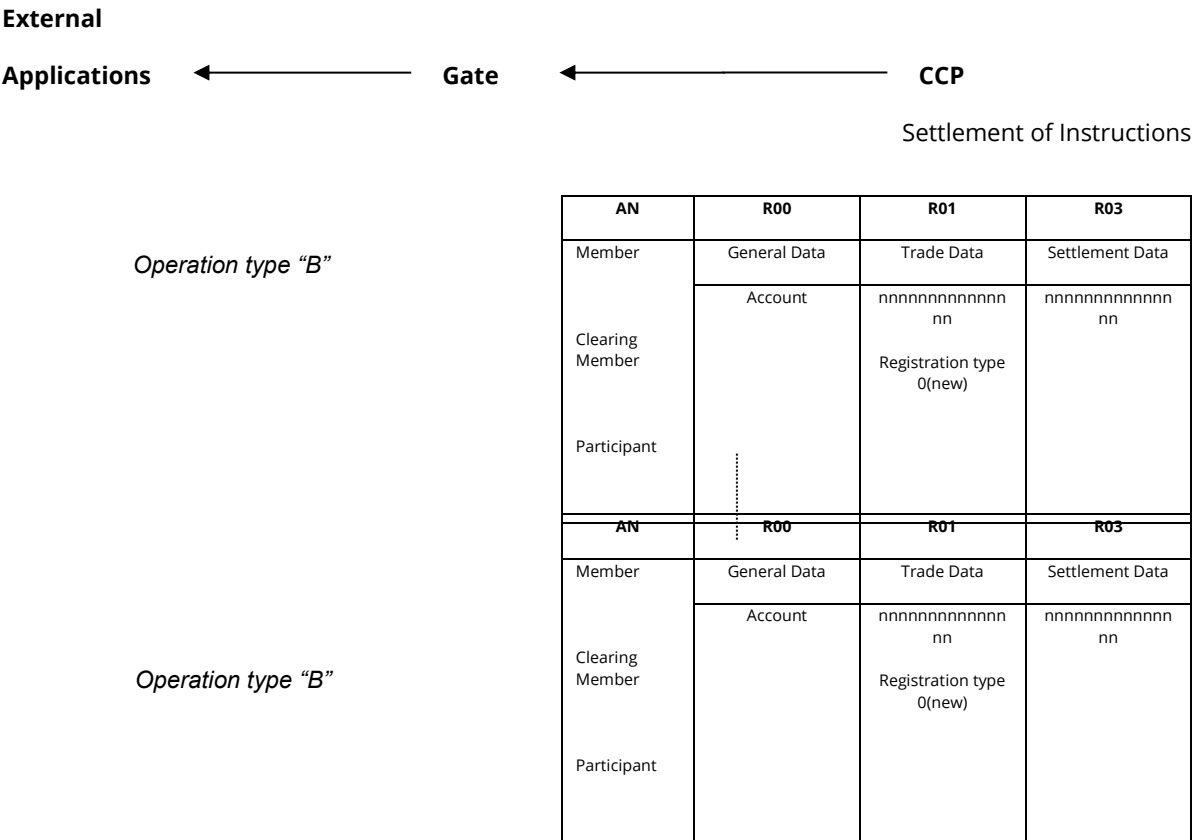 External
Applications Gate CCP
Settlement of Instructions
AN R00 R01 R03
Operation type “B”
Member General Data Trade Data Settlement Data
Account nnnnnnnnnnnnn nnnnnnnnnnnnn
nn nn
Clearing
Member Registration type
0(new)
Participant
AN R00 R01 R03
Member General Data Trade Data Settlement Data
Account nnnnnnnnnnnnn nnnnnnnnnnnnn
nn nn
Clearing
Operation type “B” Member Registration type
0(new)
Participant